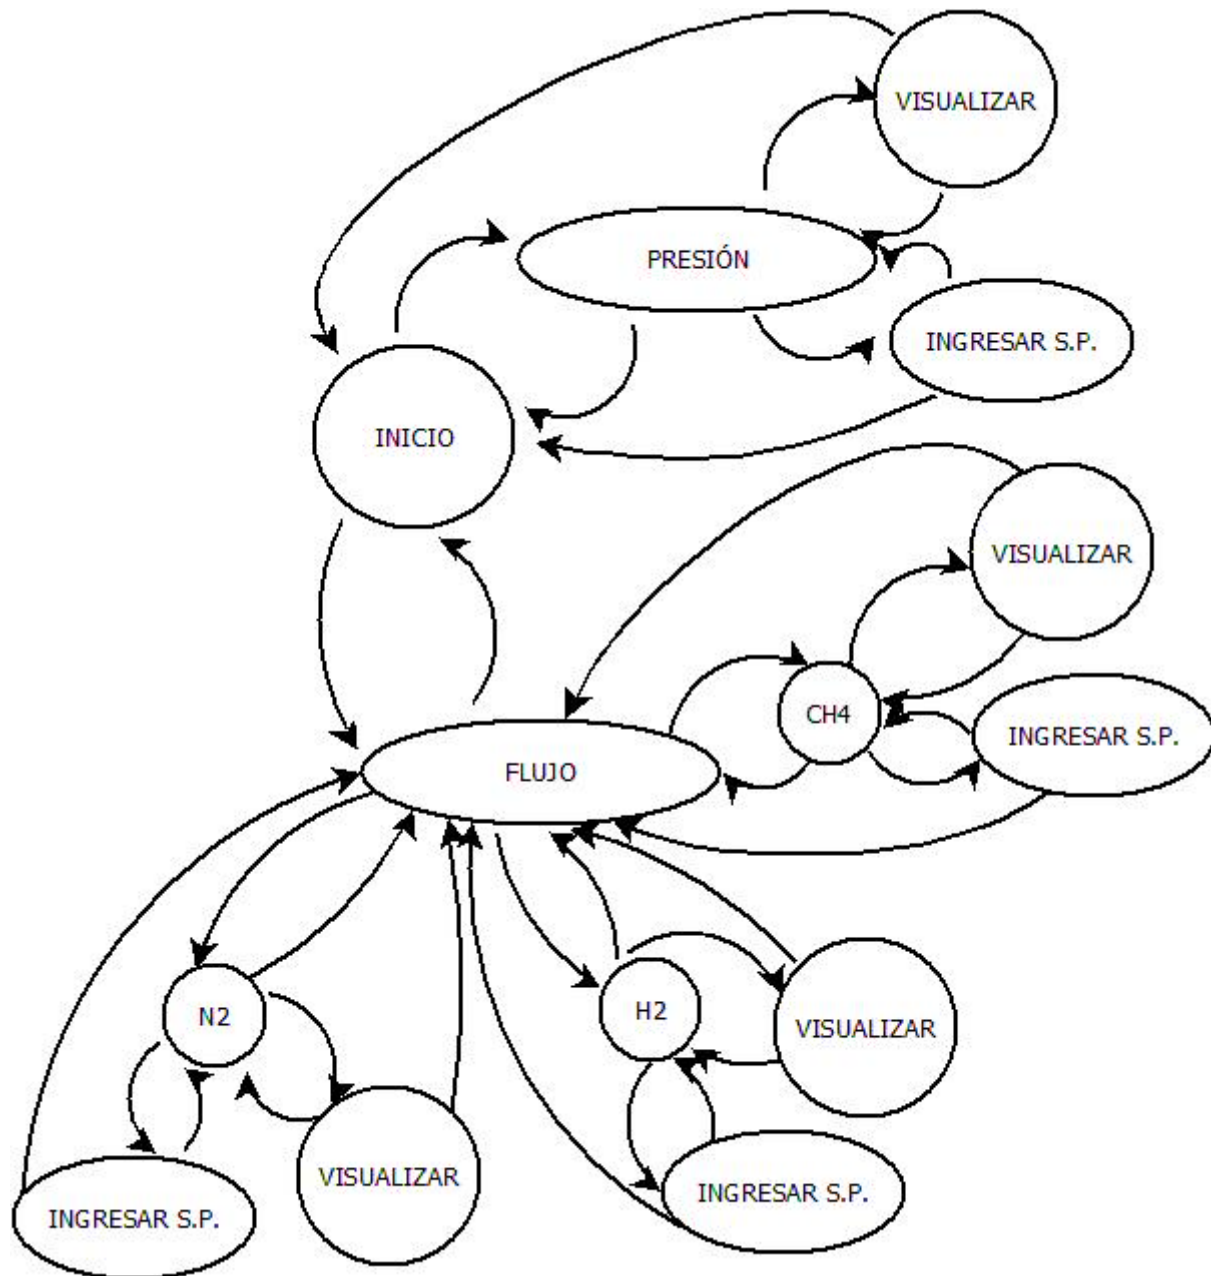 VISUALIZAR
PRESIÓN
INGRESAR S.P.
INICIO
VISUALIZAR
CH4
INGRESAR S.P.
FLUJO
N2
H2
VISUALIZAR
VISUALIZAR
INGRESAR S.P.
INGRESAR S.P.